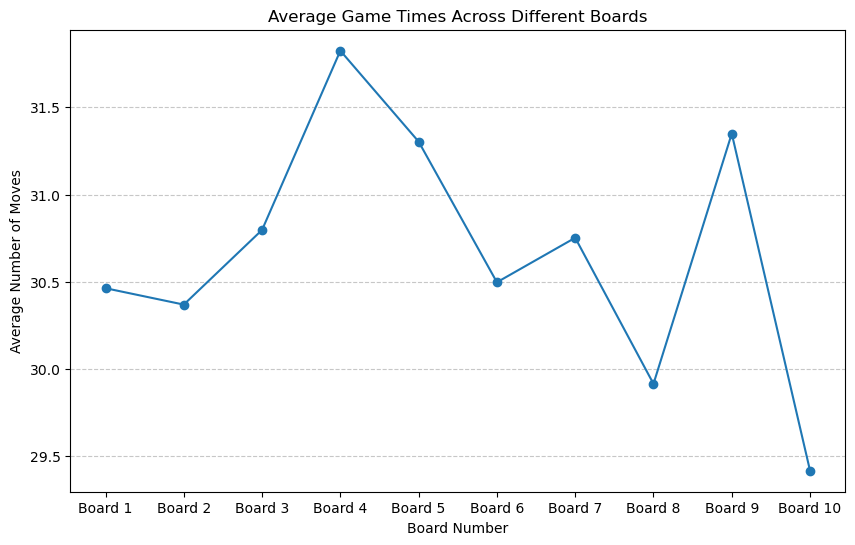 Average Game Times Across Different Boards
Average Number of Moves
31.5
31.0
30.5
30.0
29.5
Board 1 Board 2 Board 3 Board 4 Board 5 Board 6 Board 7 Board 8 Board 9 Board 10
Board Number